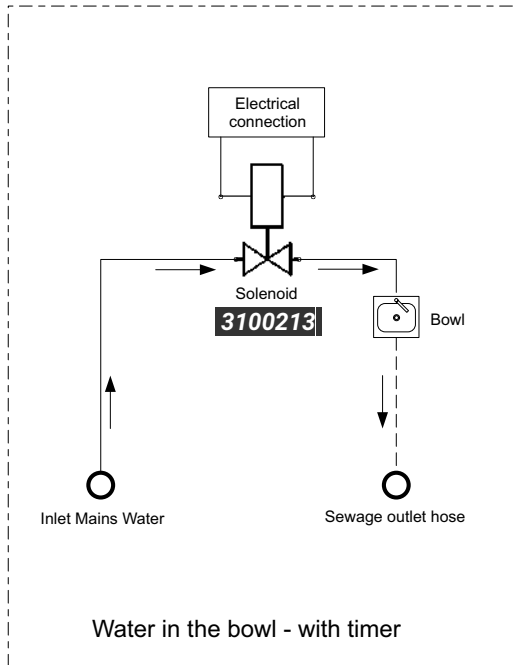 Electrical
connection
Solenoid
3100213
Bowl
Inlet Mains Water
Sewage outlet hose
Water in the bowl - with timer